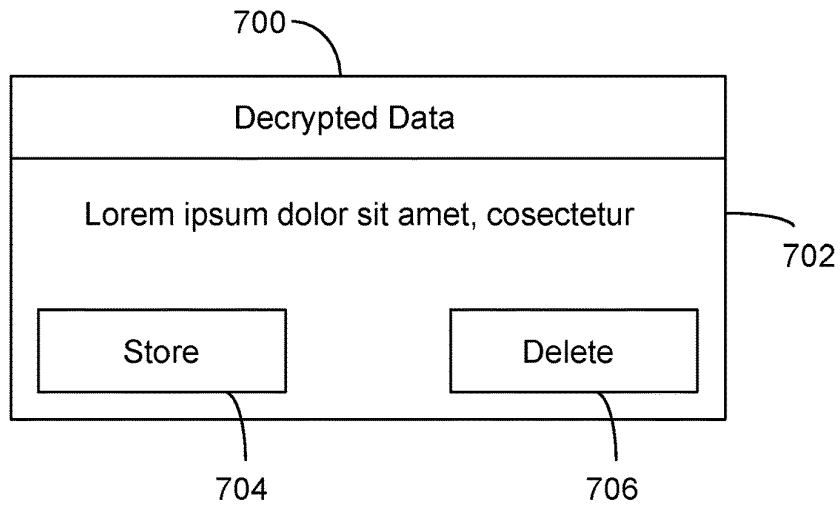 700
Decrypted Data
Lorem ipsum dolor sit amet, cosectetur
702
Store
Delete
704
706